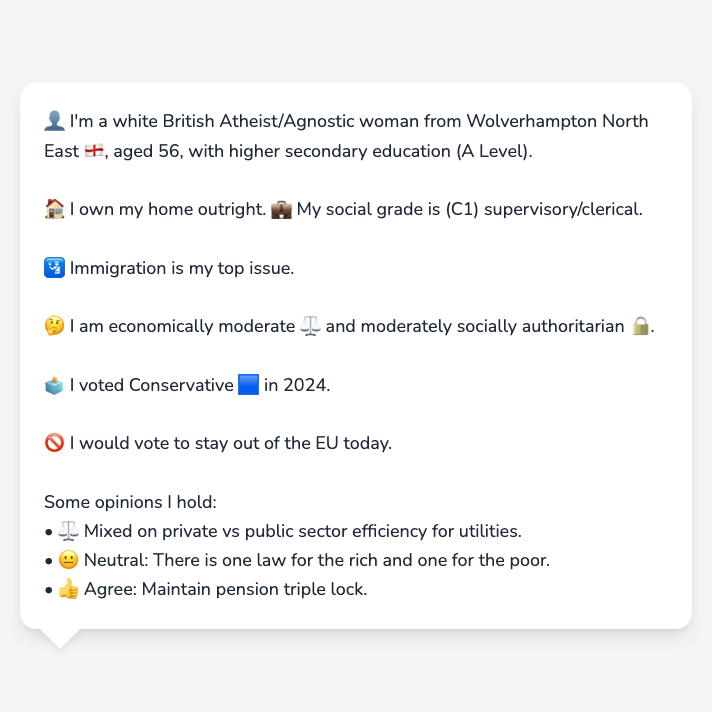 👤 I'm a white British Atheist/Agnostic woman from Wolverhampton North
East 🏴󠁧󠁢󠁥󠁮󠁧󠁿, aged 56, with higher secondary education (A Level).
🏠 I own my home outright. 💼 My social grade is (C1) supervisory/clerical.
🛂 Immigration is my top issue.
🤔 I am economically moderate ⚖️ and moderately socially authoritarian 🔒.
🗳️ I voted Conservative 🟦 in 2024.
🚫 I would vote to stay out of the EU today.
Some opinions I hold:
• ⚖️ Mixed on private vs public sector efficiency for utilities.
• 😐 Neutral: There is one law for the rich and one for the poor.
• 👍 Agree: Maintain pension triple lock.